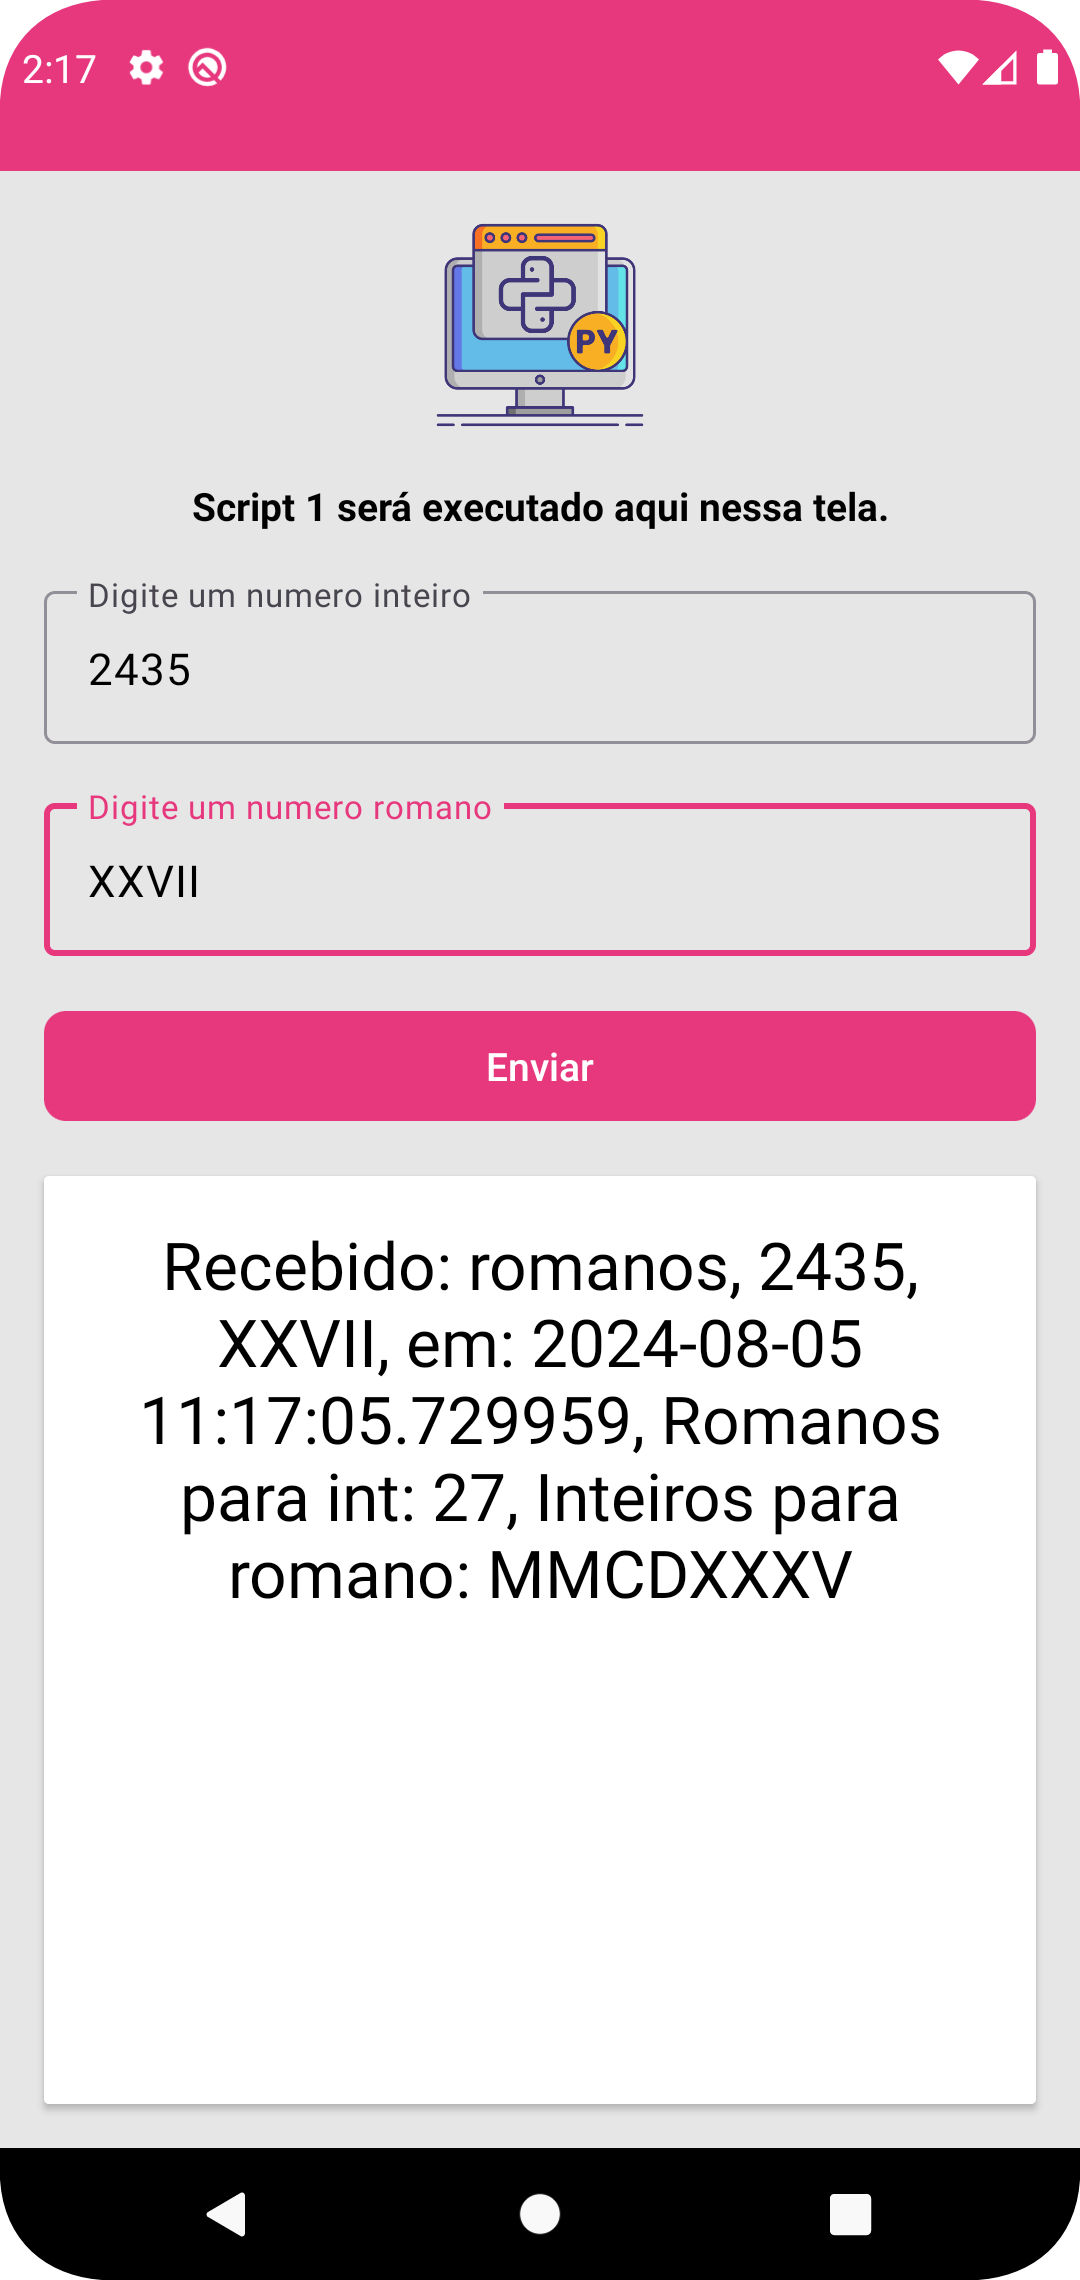 2:17
PY
Script 1 será executado aqui nessa tela.
Digite um numero inteiro
2435
Digite um numero romano
XXVII
Enviar
Recebido: romanos, 2435,
XXVII, em: 2024-08-05
11:17:05.729959, Romanos
para int: 27, Inteiros para
romano: MMCDXXXV